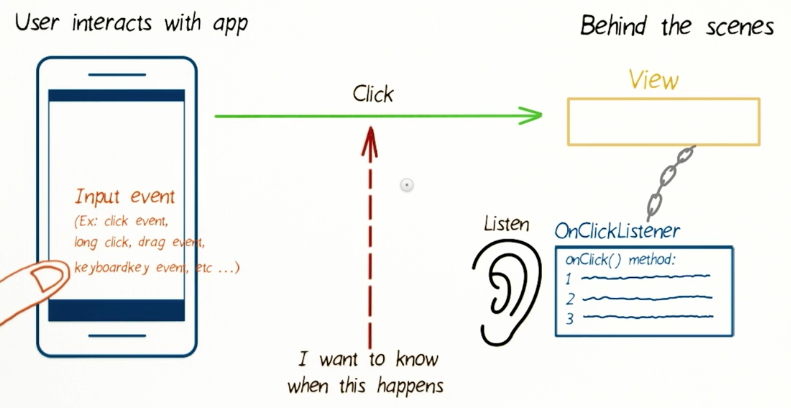 User interacts with app
Behind the scenes
Click
View
Input event
(Ex: click event,
long click, drag event,
keyboardkey event, etc ...)
Listen
OnClickListener
onClick() method:
1
2
3
I want to know
when this happens